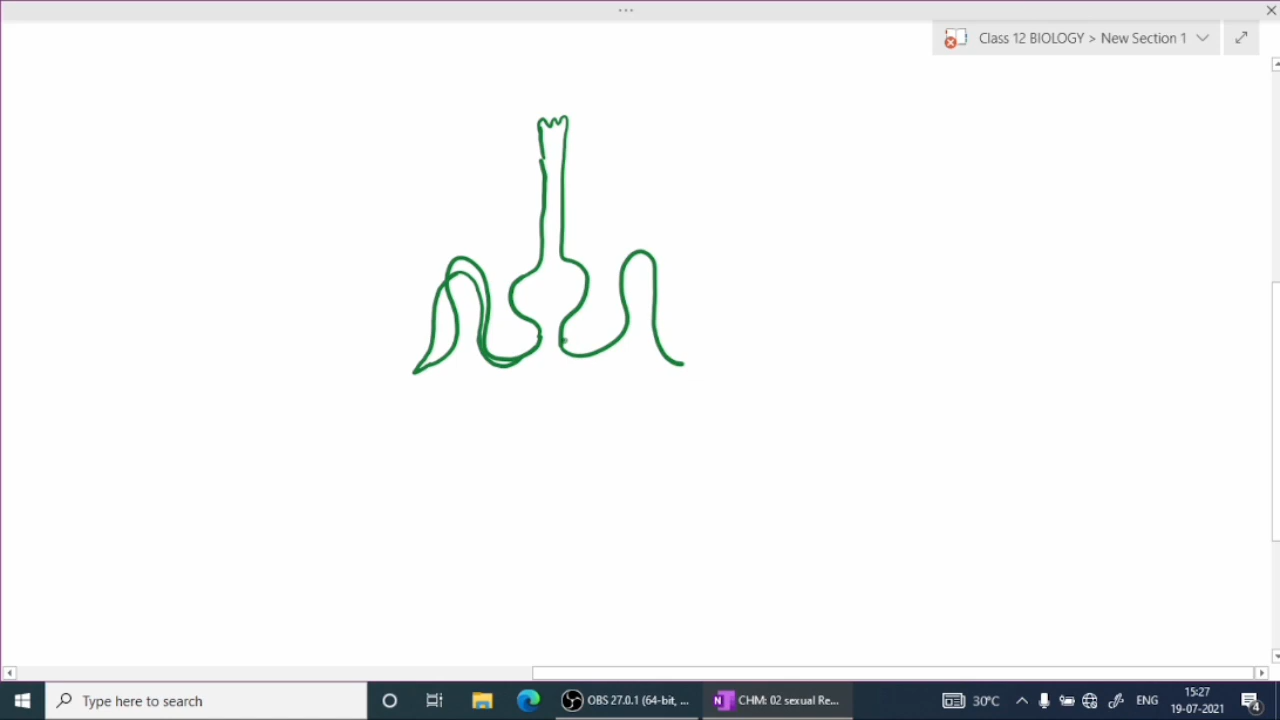 Class 12 BIOLOGY > New Section 1
Type here to search
OBS 27.0.1 (64-bit, ...
CHM: 02 sexual Re...
30°C
ENG
15:27
19-07-2021
4